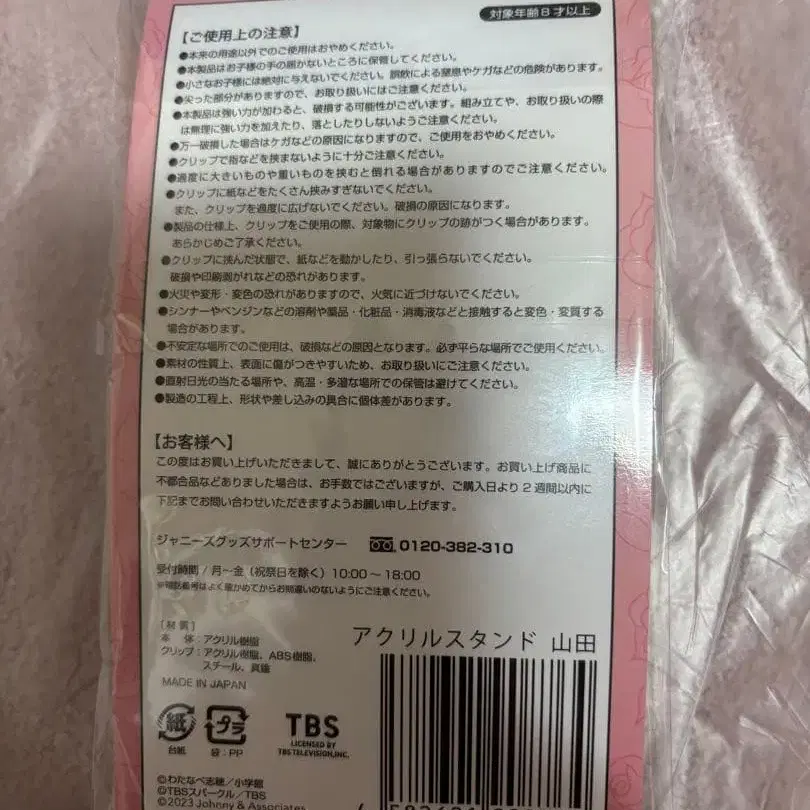 対象年齢8才以上
【ご使用上の注意】
●本来の用途以外でのご使用はおやめください。
●本製品はお子様の手の届かないところに保管してください。
●小さなお子様には絶対に与えないでください。誤飲による窒息やケガなどの危険があります。
●尖った部分がありますので、お取り扱いにはご注意ください。
●本製品は強い力が加わると、破損する可能性がございます。組み立てや、お取り扱いの際
は無理に強い力を加えたり、落としたりしないようご注意ください。
●万一破損した場合はケガなどの原因になりますので、ご使用をおやめください。
●クリップで指などを挟まないように十分ご注意ください。
●過度に大きいものや重いものを挟むと倒れる場合がありますのでご注意ください。
●クリップに紙などをたくさん挟みすぎないでください。
また、クリップを過度に広げないでください。破損の原因になります。
●製品の仕様上、クリップをご使用の際、対象物にクリップの跡がつく場合があります。
あらかじめご了承ください。
●クリップに挟んだ状態で、紙などを動かしたり、引っ張らないでください。
破損や印刷剥がれなどの恐れがあります。
●火災や変形・変色の恐れがありますので、火気に近づけないでください。
●シンナーやベンジンなどの溶剤や薬品・化粧品・消毒液などと接触すると変色・変質する
場合があります。
●不安定な場所でのご使用は、破損などの原因となります。必ず平らな場所でご使用ください。
●素材の性質上、表面に傷がつきやすいため、お取り扱いにご注意ください。
●直射日光の当たる場所や、高温・多湿な場所での保管は避けてください。
●製造の工程上、形状や差し込みの具合に個体差があります。
【お客様へ】
この度はお買い上げいただきまして、誠にありがとうございます。お買い上げ商品に
不都合品などありました場合は、お手数ではございますが、ご購入日より2週間以内に
下記までお問い合わせいただきますようお願い申し上げます。
ジャニーズグッズサポートセンター 0120-382-310
受付時間/月〜金(祝祭日を除く)10:00〜18:00
※電話番号はよく確かめてからお間違いのないようにご注意ください。
[材質]
本 体:アクリル樹脂
クリップ:アクリル樹脂、ABS樹脂、
スチール、真鍮
MADE IN JAPAN
アクリルスタンド 山田
紙
台紙
プラ
袋:PP
TBS
LICENSED BY
TBS TELEVISION, INC.
©わたなべ志穂/小学館
©TBSスパークル/TBS
©2023 Johnny & Associates